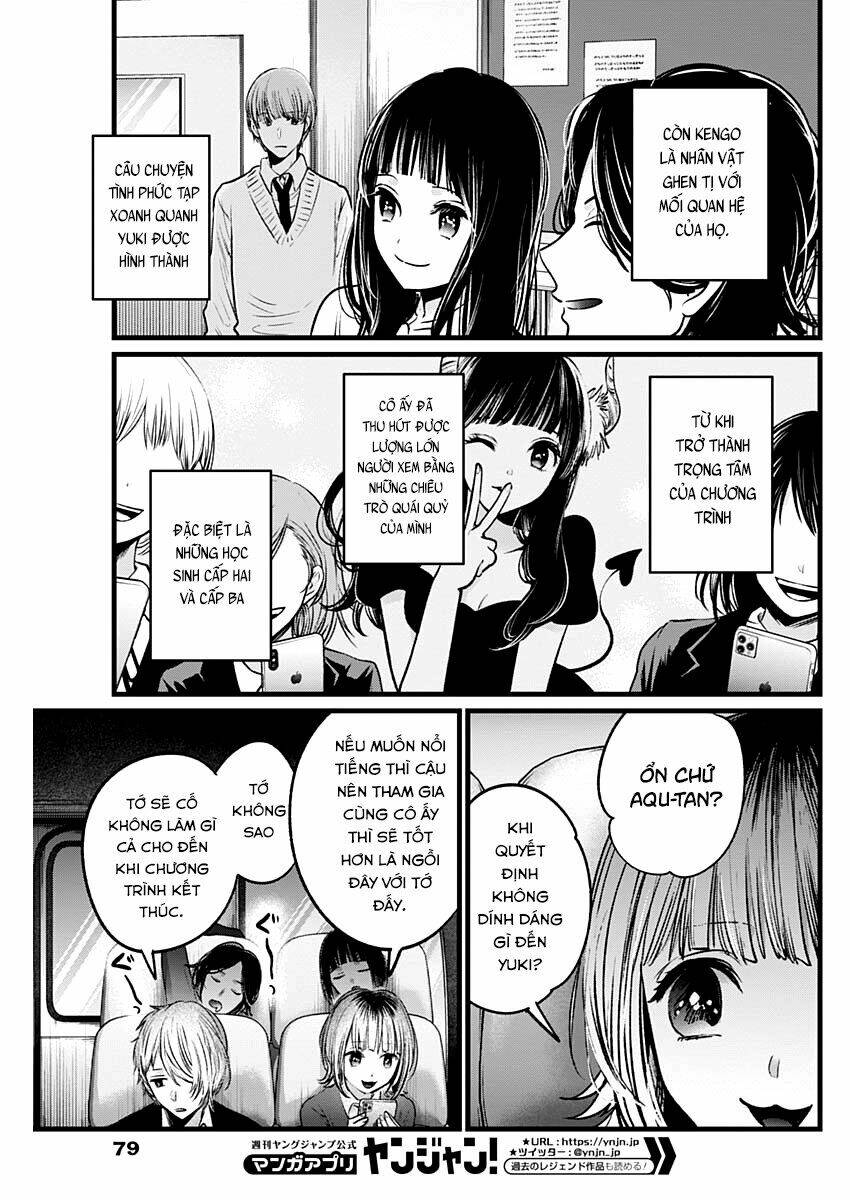 CÒN KENGO
LÀ NHÂN VẬT
GHEN TỊ VỚI
MỐI QUAN HỆ
CỦA HỌ.
CÂU CHUYỆN
TÌNH PHỨC TẠP
XOANH QUANH
YUKI ĐƯỢC
HÌNH THÀNH
TỪ KHI
TRỞ THÀNH
TRỌNG TÂM
CỦA CHƯƠNG
TRÌNH
CÔ ẤY ĐÃ
THU HÚT ĐƯỢC
LƯỢNG LỚN
NGƯỜI XEM BẰNG
NHỮNG CHIÊU
TRÒ QUÁI QUỶ
CỦA MÌNH
ĐẶC BIỆT LÀ
NHỮNG HỌC
SINH CẤP HAI
VÀ CẤP BA
ỔN CHỨ
AQU-TAN?
KHI
QUYẾT
ĐỊNH
KHÔNG
DÍNH DÁNG
GÌ ĐẾN
YUKI?
NẾU MUỐN NỔI
TIẾNG THÌ CẬU
NÊN THAM GIA
CÙNG CÔ ẤY
THÌ SẼ TỐT
HƠN LÀ NGỒI
ĐÂY VỚI TỚ
ĐẤY.
TỚ
KHÔNG
SAO
TỚ SẼ CỐ
KHÔNG LÀM GÌ
CẢ CHO ĐẾN
KHI CHƯƠNG
TRÌNH KẾT
THÚC.
ぐぐ
ぐぐ
79
週刊ヤングジャンプ公式
マンガアプリ
ヤンジャン!
★URL:https://ynjn.jp/
★ツイッター:@ynjn_jp
過去のレジェンド作品も読める!